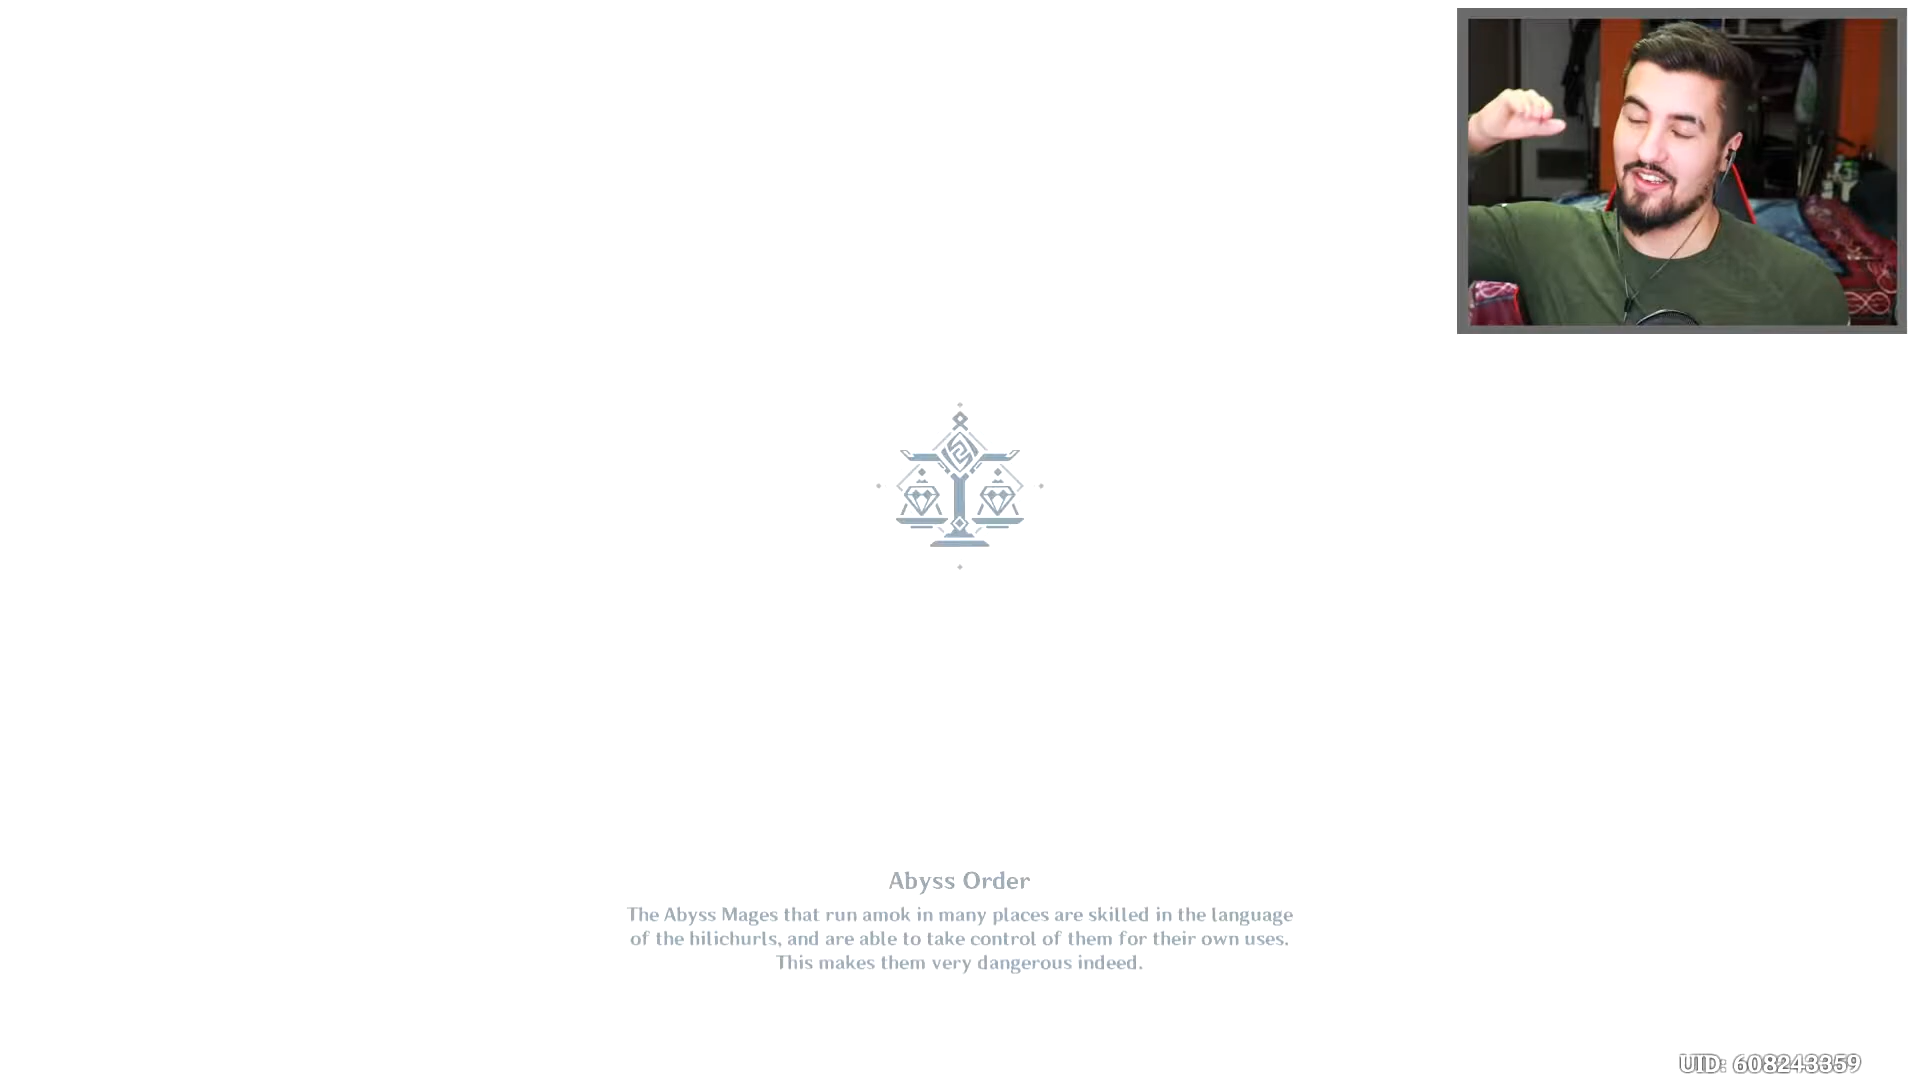 Abyss Order
The Abyss Mages that run amok in many places are skilled in the language
of the hilichurls, and are able to take control of them for their own uses.
This makes them very dangerous indeed.
UID: 608243359